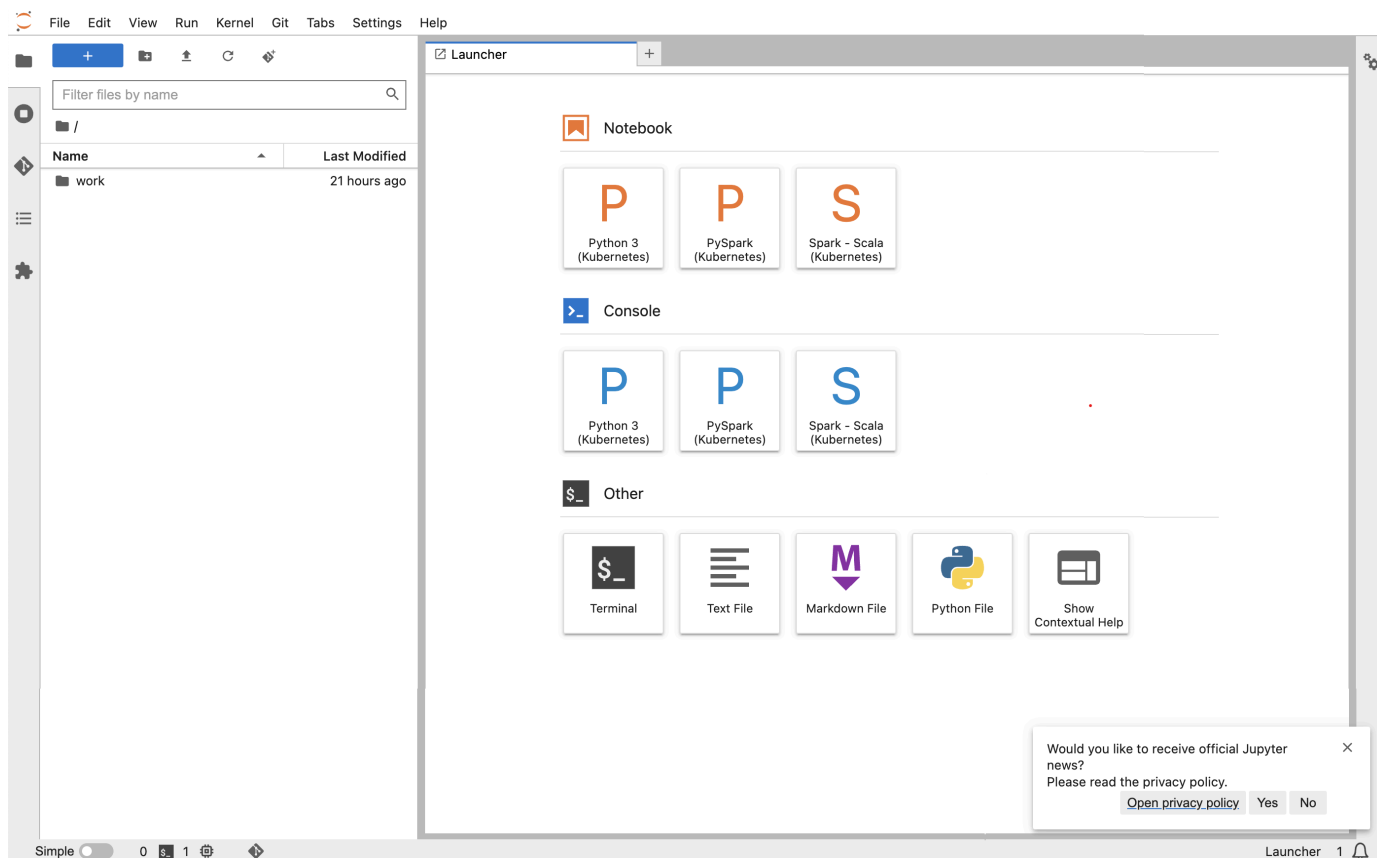 File Edit View Run Kernel Git Tabs Settings Help
+
Filter files by name
/
Name Last Modified
work 21 hours ago
Launcher +
Notebook
P P S
Python 3 PySpark Spark - Scala
(Kubernetes) (Kubernetes) (Kubernetes)
>_ Console
P P S
Python 3 PySpark Spark - Scala
(Kubernetes) (Kubernetes) (Kubernetes)
$_ Other
$_ M
Terminal Text File Markdown File Python File Show
Contextual Help
Would you like to receive official Jupyter
news?
Please read the privacy policy.
Open privacy policy Yes No
Simple 0 $_ 1 Launcher 1